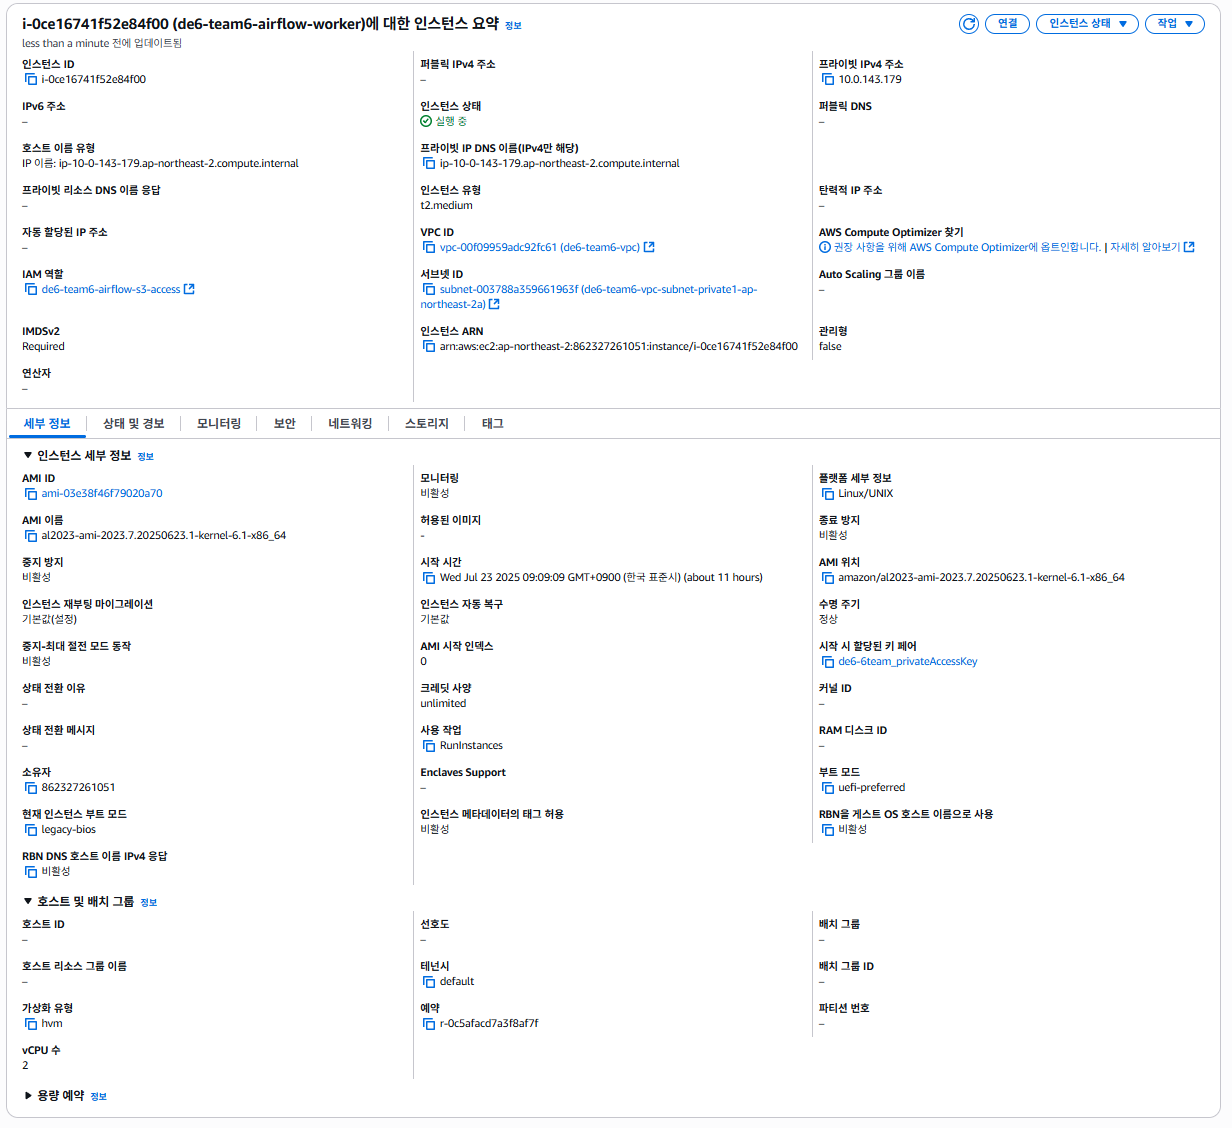 i-0ce16741f52e84f00 (de6-team6-airflow-worker)에 대한 인스턴스 요약 정보
연결 인스턴스 상태 작업
less than a minute 전에 업데이트됨
인스턴스 ID
i-0ce16741f52e84f00
퍼블릭 IPv4 주소
–
프라이빗 IPv4 주소
10.0.143.179
IPv6 주소
–
인스턴스 상태
실행 중
퍼블릭 DNS
–
호스트 이름 유형
IP 이름: ip-10-0-143-179.ap-northeast-2.compute.internal
프라이빗 IP DNS 이름(IPv4만 해당)
ip-10-0-143-179.ap-northeast-2.compute.internal
프라이빗 리소스 DNS 이름 응답
–
인스턴스 유형
t2.medium
탄력적 IP 주소
–
자동 할당된 IP 주소
–
VPC ID
vpc-00f09959adc92fc61 (de6-team6-vpc)
AWS Compute Optimizer 찾기
권장 사항을 위해 AWS Compute Optimizer에 옵트인합니다. | 자세히 알아보기
IAM 역할
de6-team6-airflow-s3-access
서브넷 ID
subnet-003788a359661963f (de6-team6-vpc-subnet-private1-ap-
northeast-2a)
Auto Scaling 그룹 이름
–
IMDSv2
Required
인스턴스 ARN
arn:aws:ec2:ap-northeast-2:862327261051:instance/i-0ce16741f52e84f00
관리형
false
연산자
–
세부 정보 상태 및 경보 모니터링 보안 네트워킹 스토리지 태그
인스턴스 세부 정보 정보
AMI ID
ami-03e38f46f79020a70
모니터링
비활성
플랫폼 세부 정보
Linux/UNIX
AMI 이름
al2023-ami-2023.7.20250623.1-kernel-6.1-x86_64
허용된 이미지
-
종료 방지
비활성
중지 방지
비활성
시작 시간
Wed Jul 23 2025 09:09:09 GMT+0900 (한국 표준시) (about 11 hours)
AMI 위치
amazon/al2023-ami-2023.7.20250623.1-kernel-6.1-x86_64
인스턴스 재부팅 마이그레이션
기본값(설정)
인스턴스 자동 복구
기본값
수명 주기
정상
중지-최대 절전 모드 동작
비활성
AMI 시작 인덱스
0
시작 시 할당된 키 페어
de6-6team_privateAccessKey
상태 전환 이유
–
크레딧 사양
unlimited
커널 ID
–
상태 전환 메시지
–
사용 작업
RunInstances
RAM 디스크 ID
–
소유자
862327261051
Enclaves Support
–
부트 모드
uefi-preferred
현재 인스턴스 부트 모드
legacy-bios
인스턴스 메타데이터의 태그 허용
비활성
RBN을 게스트 OS 호스트 이름으로 사용
비활성
RBN DNS 호스트 이름 IPv4 응답
비활성
호스트 및 배치 그룹 정보
호스트 ID
–
선호도
–
배치 그룹
–
호스트 리소스 그룹 이름
–
테넌시
default
배치 그룹 ID
–
가상화 유형
hvm
예약
r-0c5afacd7a3f8af7f
파티션 번호
–
vCPU 수
2
용량 예약 정보